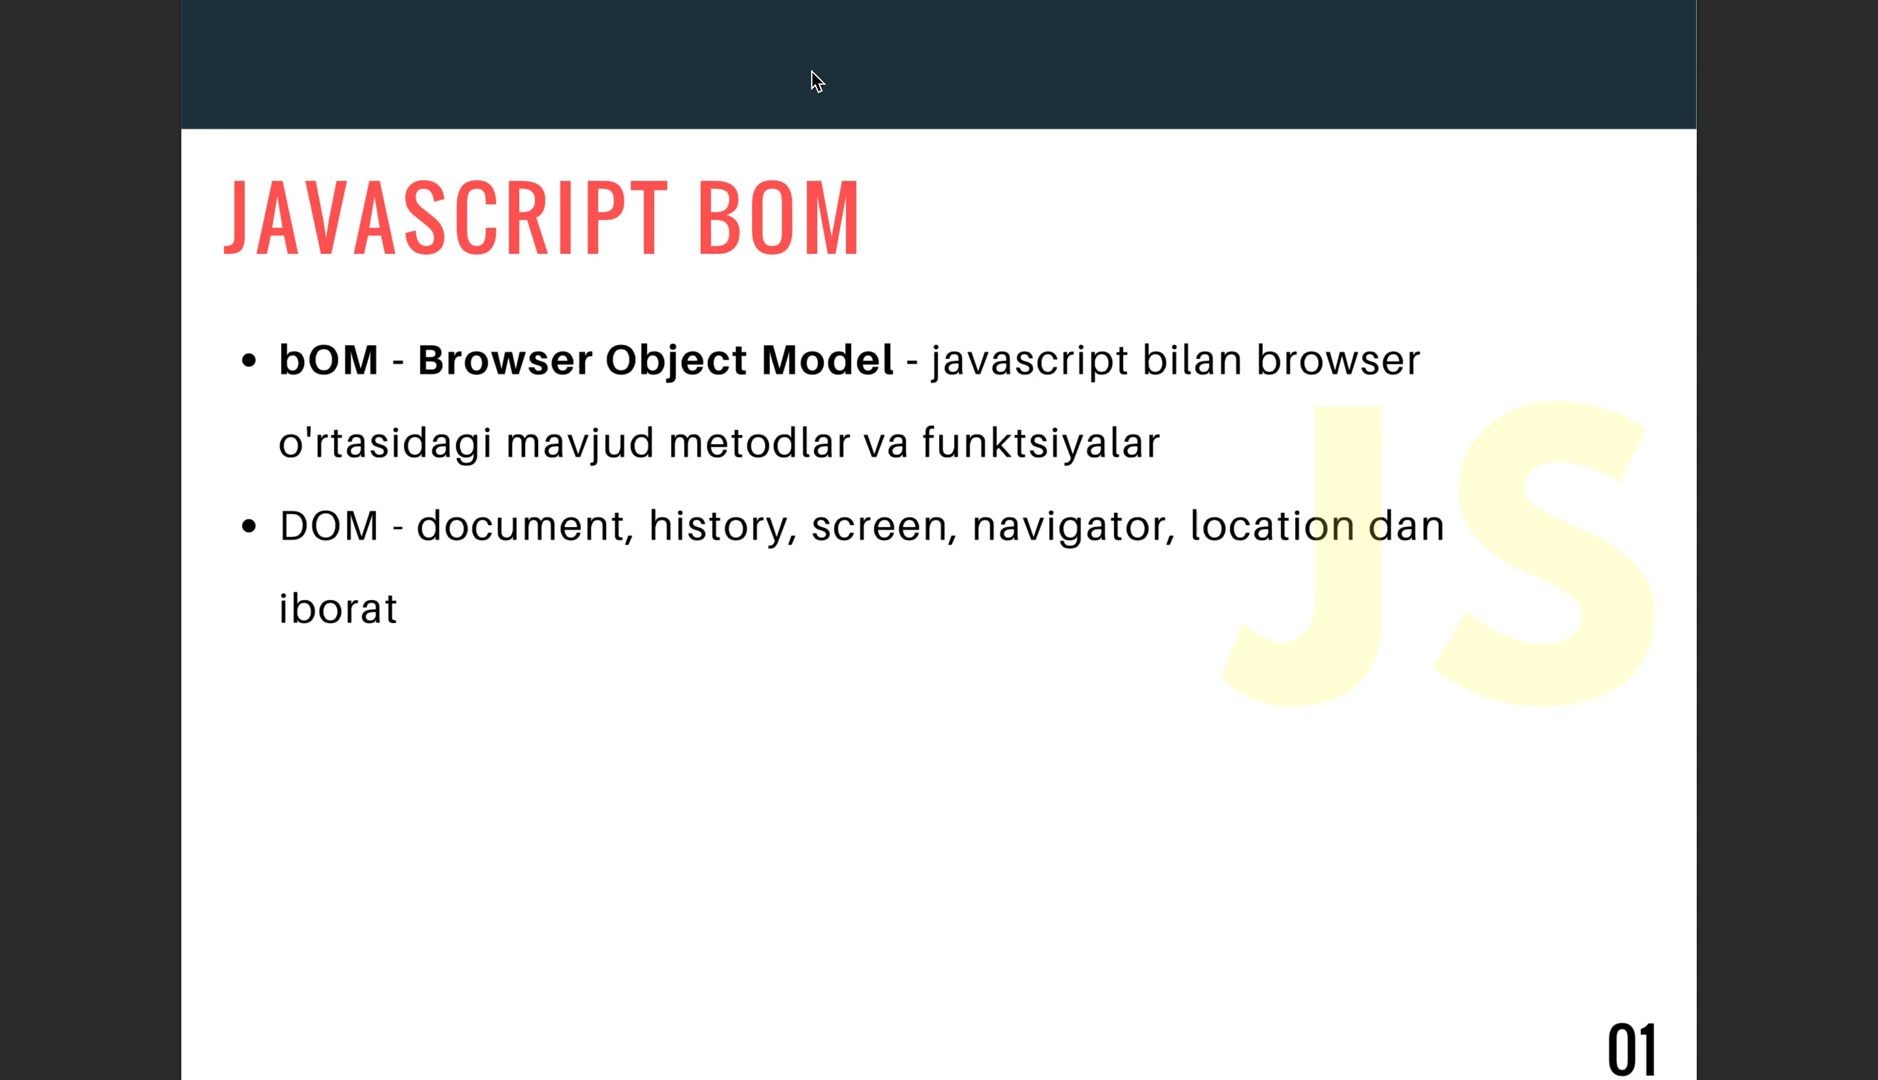 JAVASCRIPT BOM
• bOM - Browser Object Model - javascript bilan browser
o'rtasidagi mavjud metodlar va funktsiyalar
• DOM - document, history, screen, navigator, location dan
iborat
JS
01